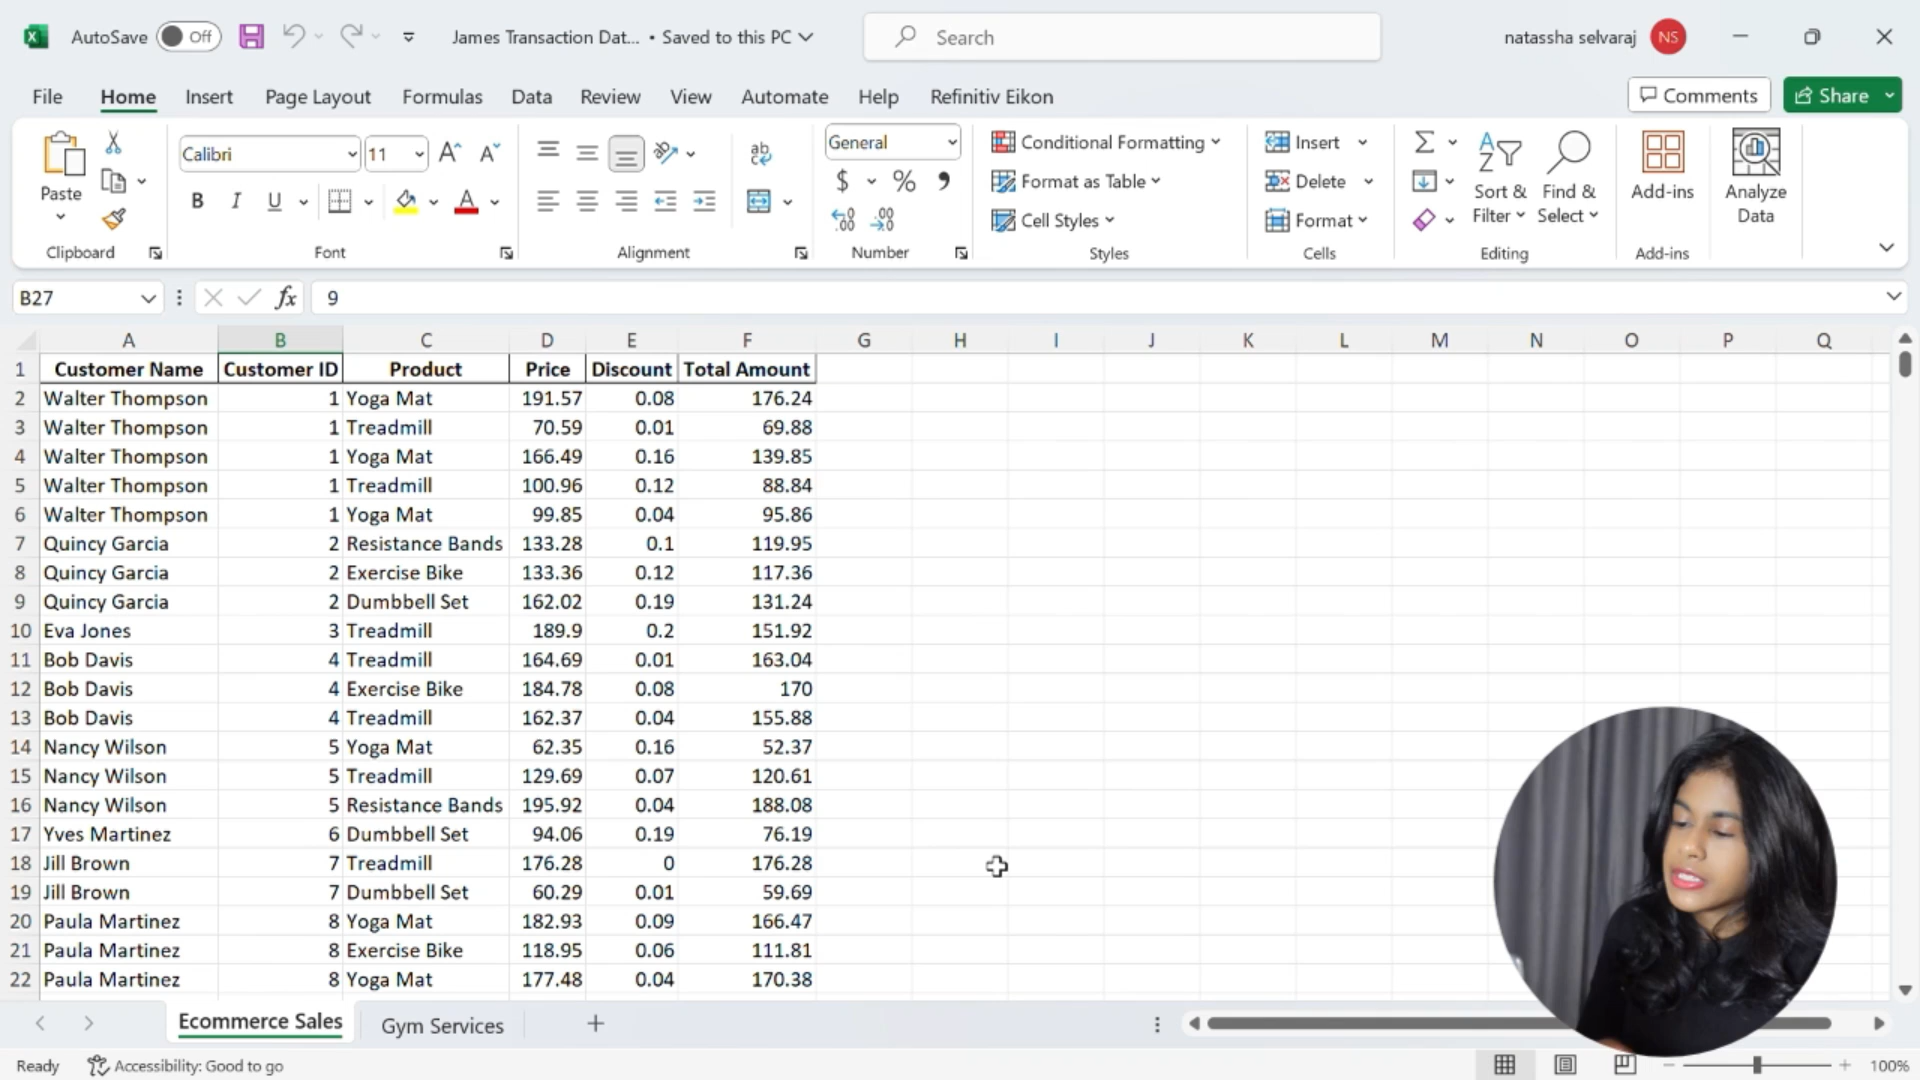 AutoSave Off James Transaction Dat... • Saved to this PC Search natassha selvaraj NS
File Home Insert Page Layout Formulas Data Review View Automate Help Refinitiv Eikon Comments Share
Paste Calibri 11 General Conditional Formatting Format as Table Cell Styles Insert Delete Format Sort & Filter Find & Select Add-ins Analyze Data
Clipboard Font Alignment Number Styles Cells Editing Add-ins
B27 fx 9
A B C D E F G H I J K L M N O P Q
1 Customer Name Customer ID Product Price Discount Total Amount
2 Walter Thompson 1 Yoga Mat 191.57 0.08 176.24
3 Walter Thompson 1 Treadmill 70.59 0.01 69.88
4 Walter Thompson 1 Yoga Mat 166.49 0.16 139.85
5 Walter Thompson 1 Treadmill 100.96 0.12 88.84
6 Walter Thompson 1 Yoga Mat 99.85 0.04 95.86
7 Quincy Garcia 2 Resistance Bands 133.28 0.1 119.95
8 Quincy Garcia 2 Exercise Bike 133.36 0.12 117.36
9 Quincy Garcia 2 Dumbbell Set 162.02 0.19 131.24
10 Eva Jones 3 Treadmill 189.9 0.2 151.92
11 Bob Davis 4 Treadmill 164.69 0.01 163.04
12 Bob Davis 4 Exercise Bike 184.78 0.08 170
13 Bob Davis 4 Treadmill 162.37 0.04 155.88
14 Nancy Wilson 5 Yoga Mat 62.35 0.16 52.37
15 Nancy Wilson 5 Treadmill 129.69 0.07 120.61
16 Nancy Wilson 5 Resistance Bands 195.92 0.04 188.08
17 Yves Martinez 6 Dumbbell Set 94.06 0.19 76.19
18 Jill Brown 7 Treadmill 176.28 0 176.28
19 Jill Brown 7 Dumbbell Set 60.29 0.01 59.69
20 Paula Martinez 8 Yoga Mat 182.93 0.09 166.47
21 Paula Martinez 8 Exercise Bike 118.95 0.06 111.81
22 Paula Martinez 8 Yoga Mat 177.48 0.04 170.38
Ecommerce Sales Gym Services
Ready Accessibility: Good to go 100%